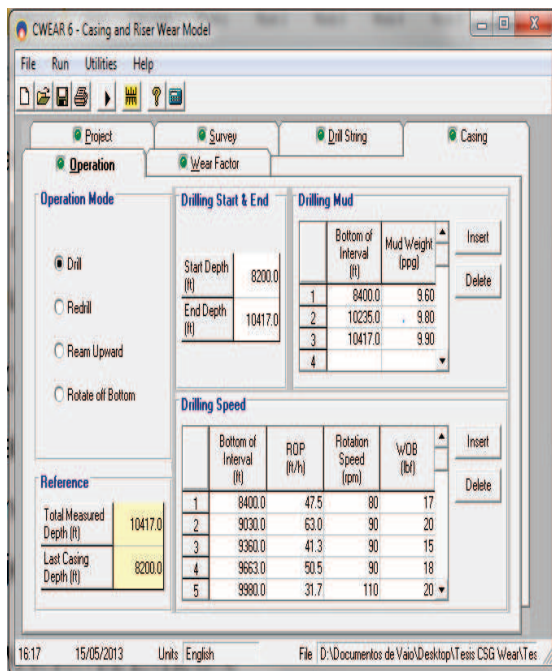 CWEAR 6 - Casing and Riser Wear Model
File Run Utilities Help
Project Survey Drill String Casing
Operation Wear Factor
Operation Mode
Drill
Redrill
Ream Upward
Rotate off Bottom
Reference
Total Measured Depth (ft) 10417.0
Last Casing Depth (ft) 8200.0
Drilling Start & End
Start Depth (ft) 8200.0
End Depth (ft) 10417.0
Drilling Mud
Bottom of Interval (ft) Mud Weight (ppg)
1 8400.0 9.60
2 10235.0 9.80
3 10417.0 9.90
4
Insert
Delete
Drilling Speed
Bottom of Interval (ft) ROP (ft/h) Rotation Speed (rpm) WOB (lbf)
1 8400.0 47.5 80 17
2 9030.0 63.0 90 20
3 9360.0 41.3 90 15
4 9663.0 50.5 90 18
5 9980.0 31.7 110 20
Insert
Delete
16:17 15/05/2013 Units English File D:\Documentos de Vaio\Desktop\Tesis CSG Wear\Tes